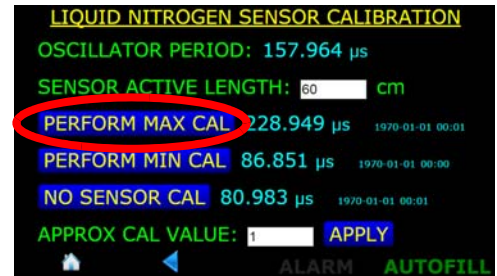 LIQUID NITROGEN SENSOR CALIBRATION
OSCILLATOR PERIOD: 157.964 µs
SENSOR ACTIVE LENGTH: 60 cm
PERFORM MAX CAL 228.949 µs 1970-01-01 00:01
PERFORM MIN CAL 86.851 µs 1970-01-01 00:00
NO SENSOR CAL 80.983 µs 1970-01-01 00:01
APPROX CAL VALUE: 1 APPLY
ALARM AUTOFILL